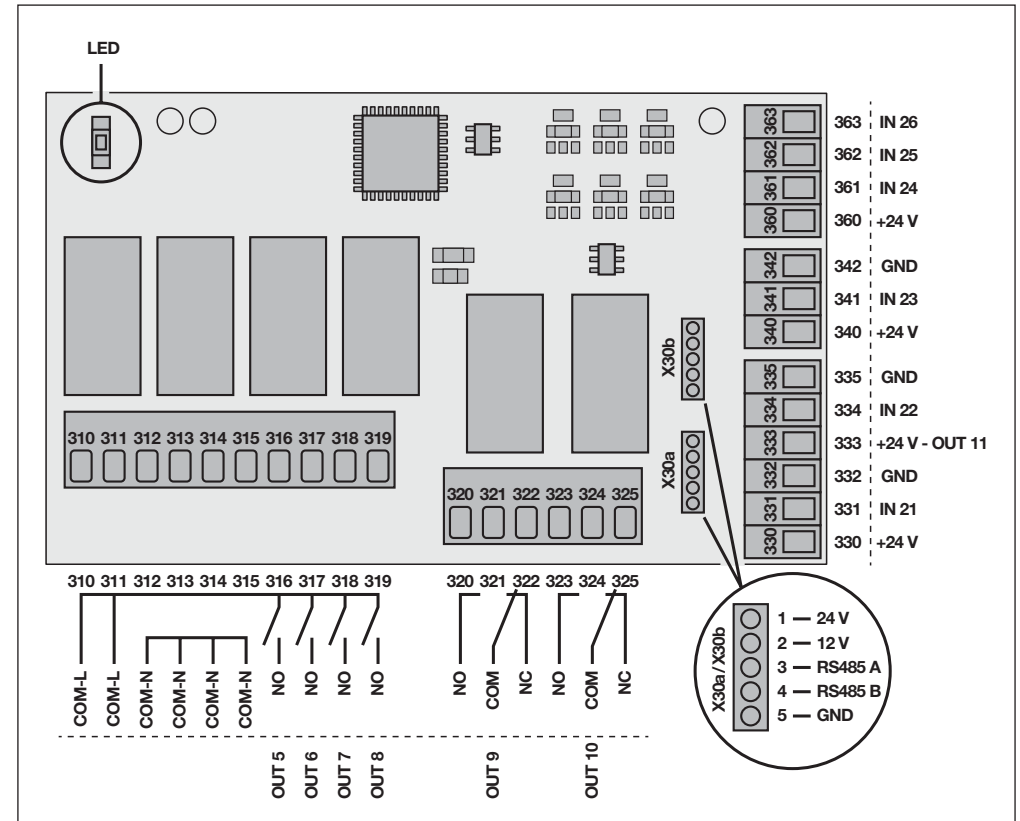 LED
363
362
361
360
342
341
340
335
334
333
332
331
330
363 IN 26
362 IN 25
361 IN 24
360 +24 V
342 GND
341 IN 23
340 +24 V
335 GND
334 IN 22
333 +24 V - OUT 11
332 GND
331 IN 21
330 +24 V
X30b
X30a
310 311 312 313 314 315 316 317 318 319
320 321 322 323 324 325
310 311 312 313 314 315 316 317 318 319
320 321 322 323 324 325
COM-L
COM-L
COM-N
COM-N
COM-N
COM-N
NO
NO
NO
NO
NO
COM
NC
NO
COM
NC
OUT 5
OUT 6
OUT 7
OUT 8
OUT 9
OUT 10
X30a / X30b
1 — 24 V
2 — 12 V
3 — RS485 A
4 — RS485 B
5 — GND